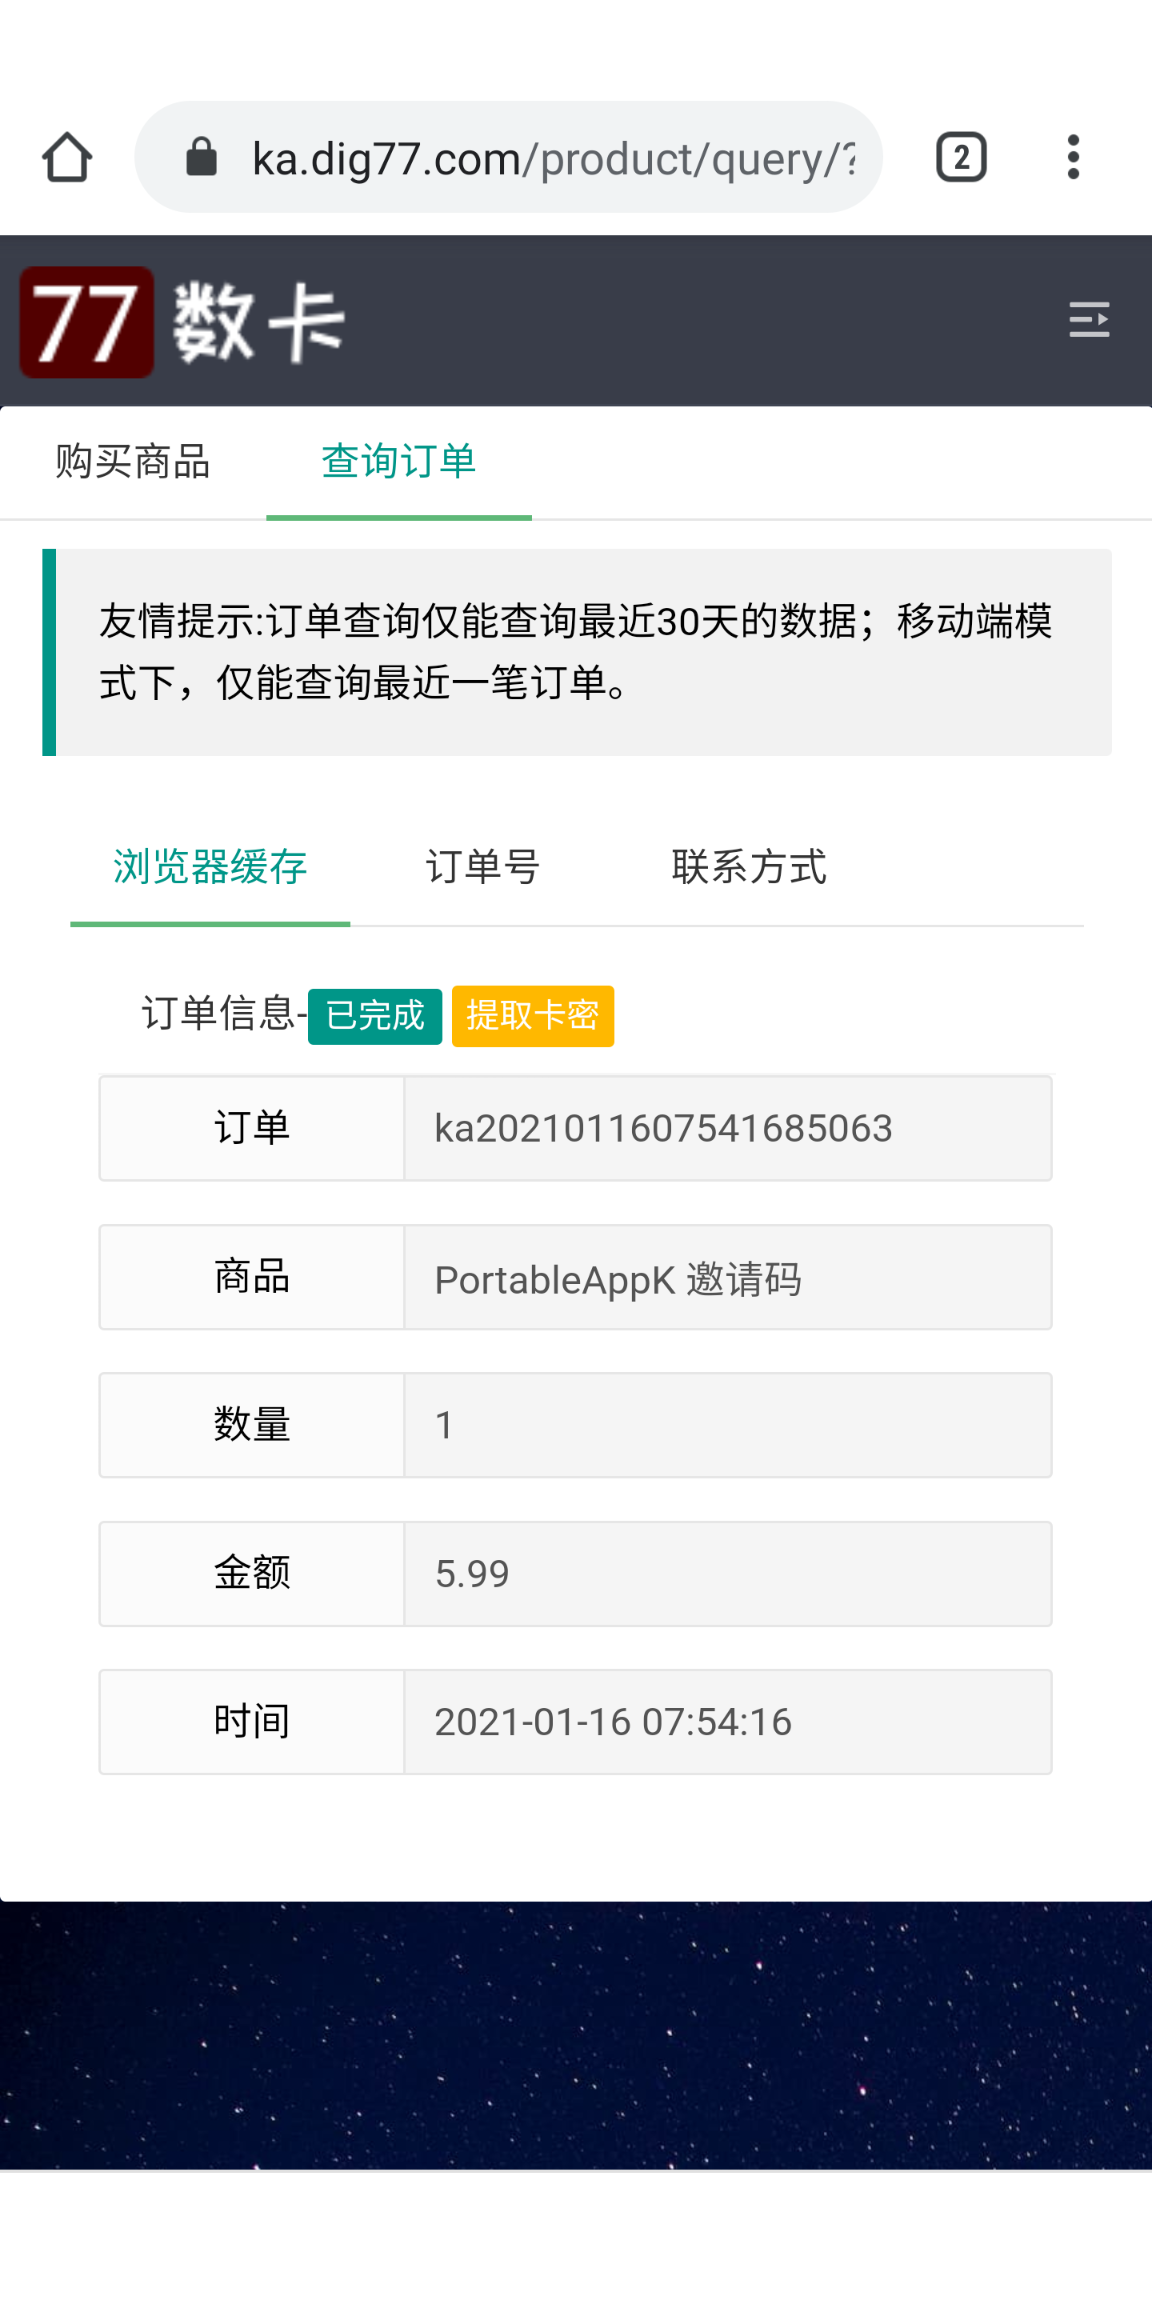 ka.dig77.com/product/query/?
2
77 数卡
购买商品
查询订单
友情提示:订单查询仅能查询最近30天的数据；移动端模
式下，仅能查询最近一笔订单。
浏览器缓存
订单号
联系方式
订单信息-已完成 提取卡密
订单 ka2021011607541685063
商品 PortableAppK 邀请码
数量 1
金额 5.99
时间 2021-01-16 07:54:16